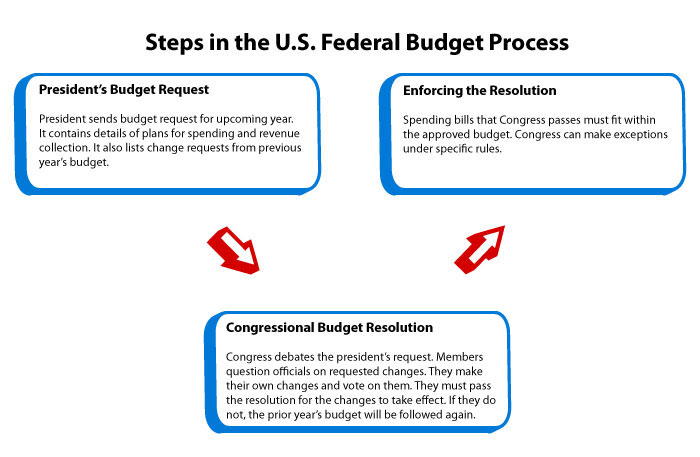 Steps in the U.S. Federal Budget Process
President’s Budget Request
President sends budget request for upcoming year.
It contains details of plans for spending and revenue
collection. It also lists change requests from previous
year’s budget.
Congressional Budget Resolution
Congress debates the president’s request. Members
question officials on requested changes. They make
their own changes and vote on them. They must pass
the resolution for the changes to take effect. If they do
not, the prior year’s budget will be followed again.
Enforcing the Resolution
Spending bills that Congress passes must fit within
the approved budget. Congress can make exceptions
under specific rules.